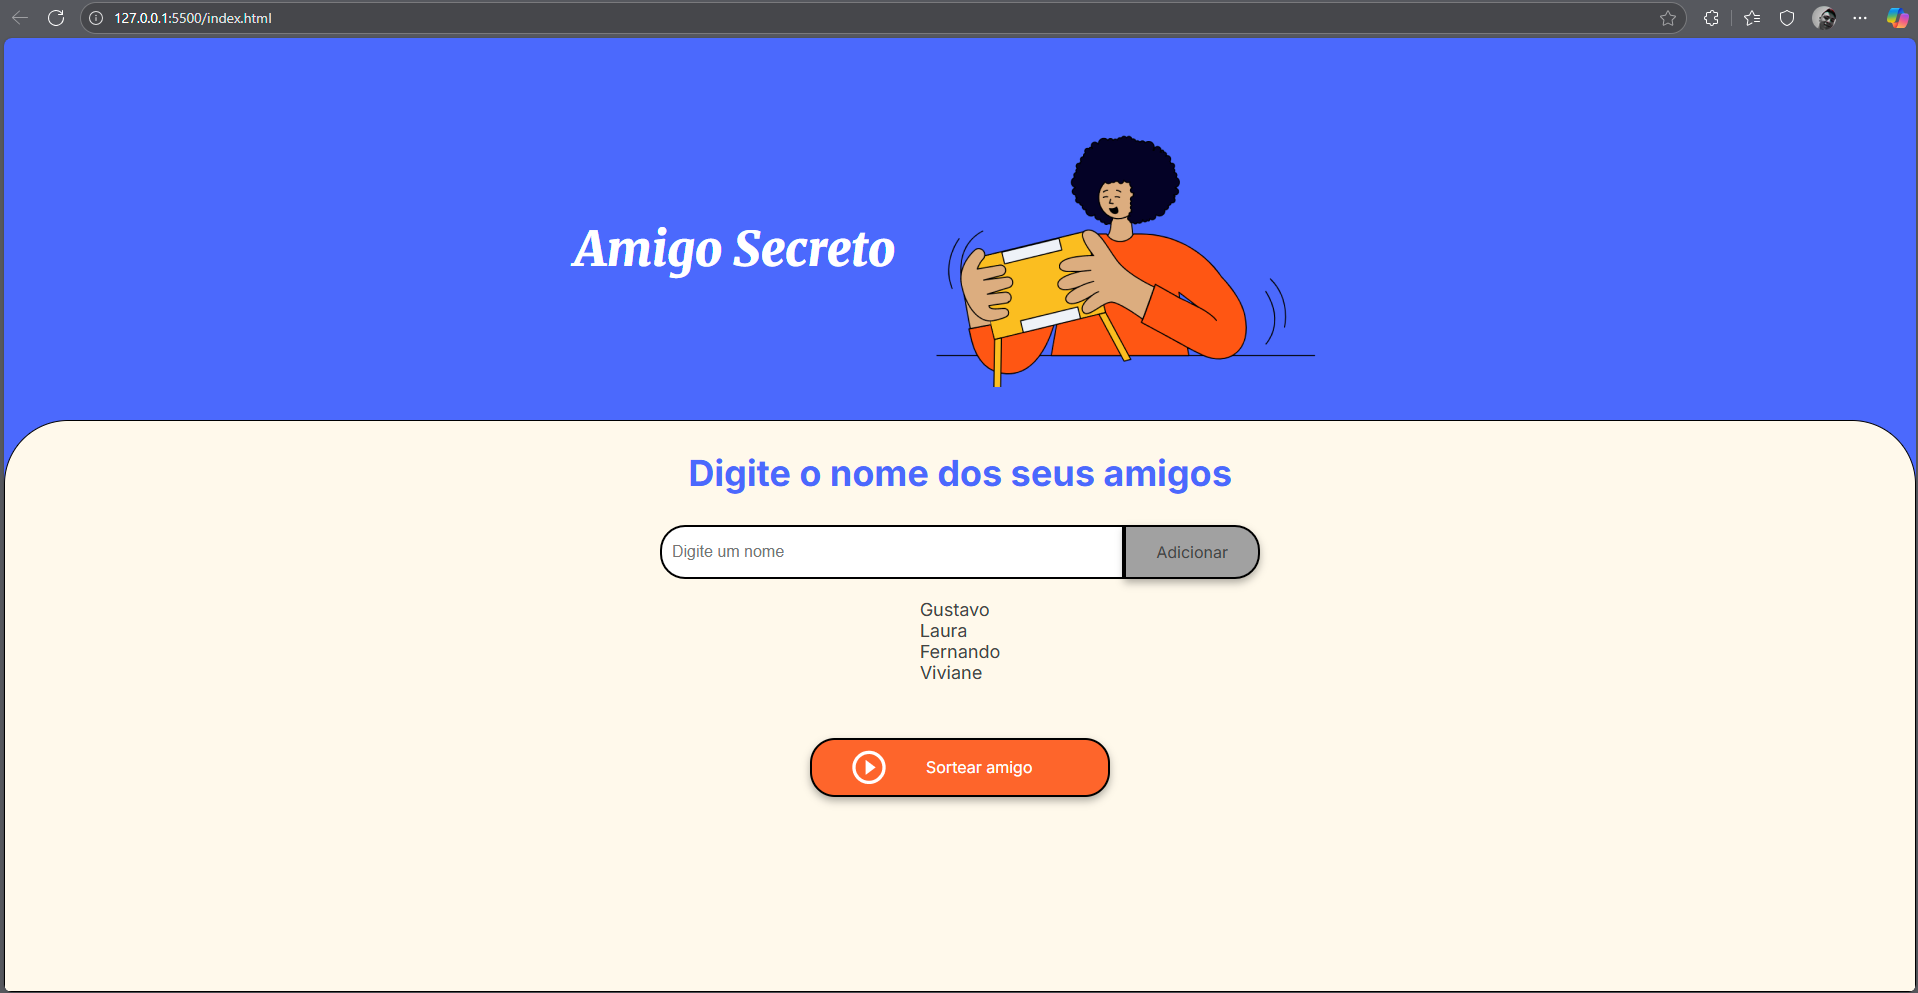 127.0.0.1:5500/index.html
Amigo Secreto
Digite o nome dos seus amigos
Digite um nome
Adicionar
Gustavo
Laura
Fernando
Viviane
Sortear amigo